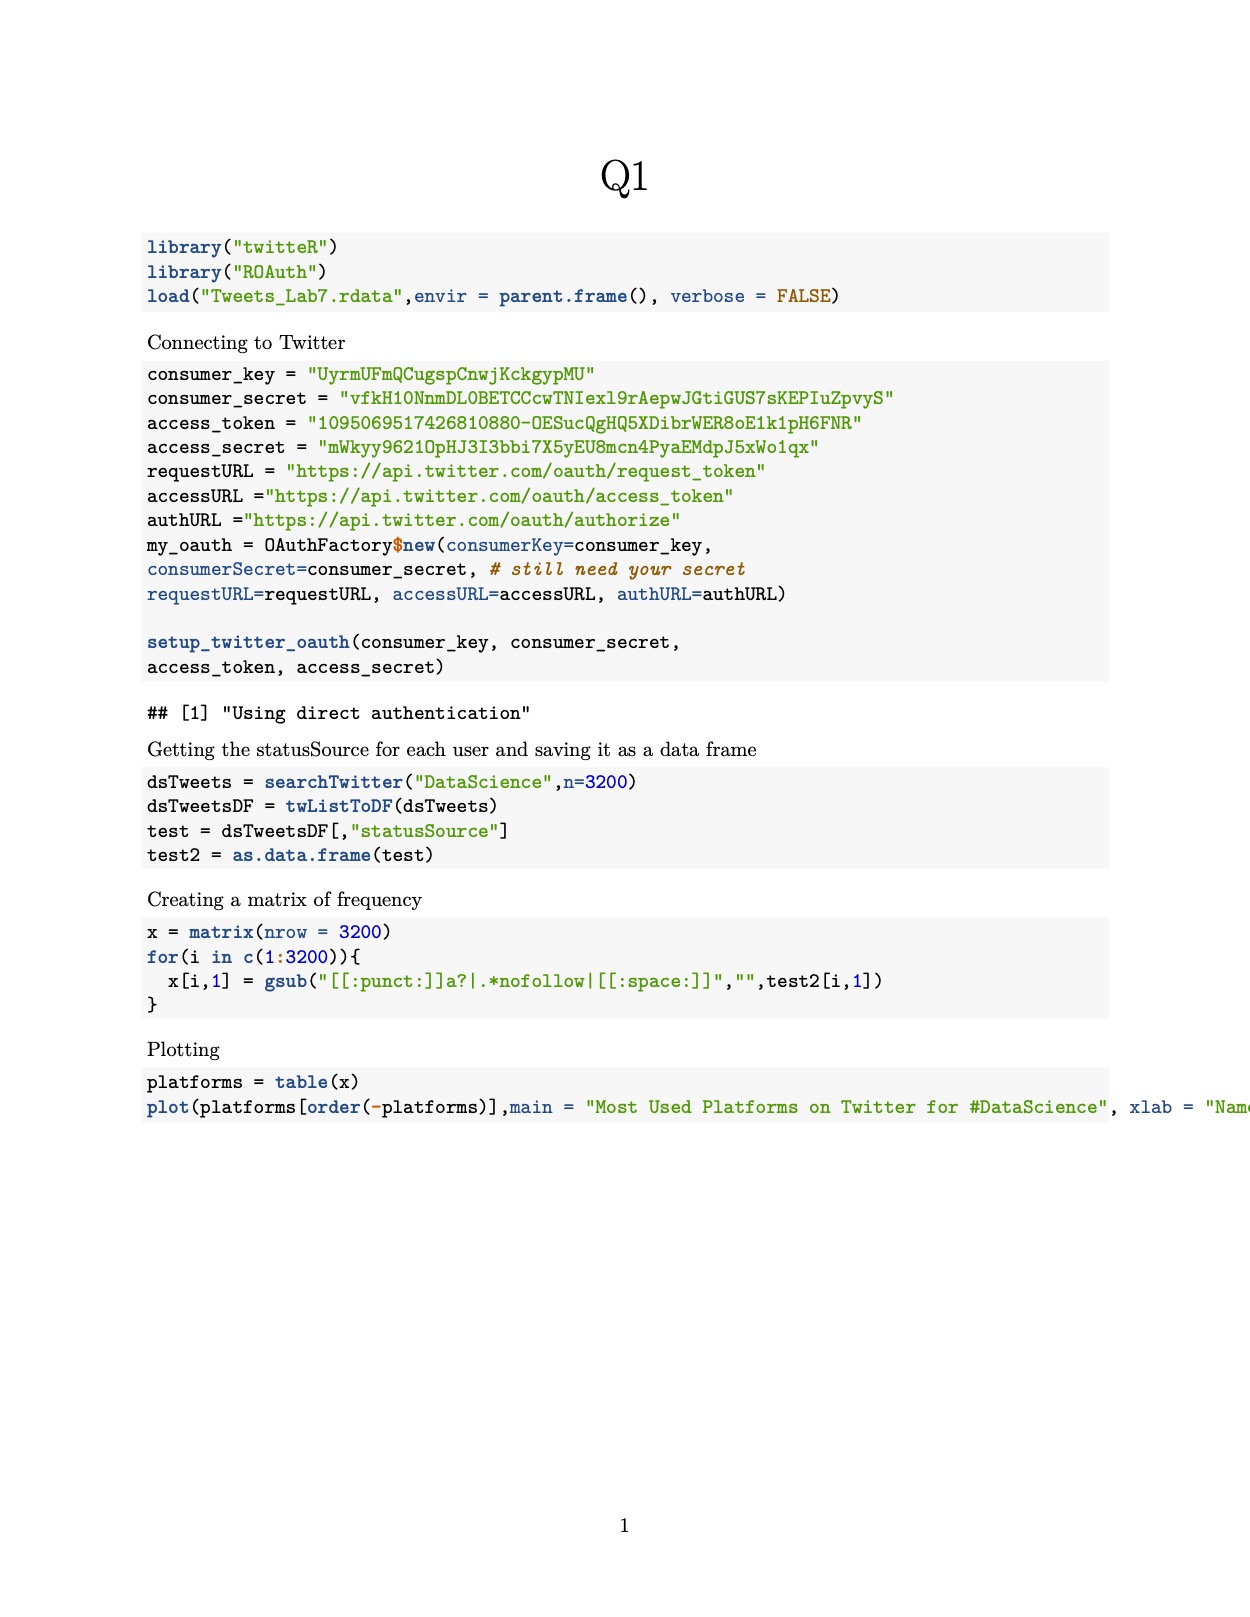 Q1
library("twitteR")
library("ROAuth")
load("Tweets_Lab7.rdata",envir = parent.frame(), verbose = FALSE)
Connecting to Twitter
consumer_key = "UyrmUFmQCugspCnwjKckgypMU"
consumer_secret = "vfkH10NnmDL0BETCCcwTNIexl9rAepwJGtiGUS7sKEPIuZpvyS"
access_token = "1095069517426810880-OESucQgHQ5XDibrWER8oE1k1pH6FNR"
access_secret = "mWkyy9621OpHJ3I3bbi7X5yEU8mcn4PyaEMdpJ5xWo1qx"
requestURL = "https://api.twitter.com/oauth/request_token"
accessURL ="https://api.twitter.com/oauth/access_token"
authURL ="https://api.twitter.com/oauth/authorize"
my_oauth = OAuthFactory$new(consumerKey=consumer_key,
consumerSecret=consumer_secret, # still need your secret
requestURL=requestURL, accessURL=accessURL, authURL=authURL)
setup_twitter_oauth(consumer_key, consumer_secret,
access_token, access_secret)
## [1] "Using direct authentication"
Getting the statusSource for each user and saving it as a data frame
dsTweets = searchTwitter("DataScience",n=3200)
dsTweetsDF = twListToDF(dsTweets)
test = dsTweetsDF[,"statusSource"]
test2 = as.data.frame(test)
Creating a matrix of frequency
x = matrix(nrow = 3200)
for(i in c(1:3200)){
  x[i,1] = gsub("[[:punct:]]a?|.*nofollow|[[:space:]]","",test2[i,1])
}
Plotting
platforms = table(x)
plot(platforms[order(-platforms)],main = "Most Used Platforms on Twitter for #DataScience", xlab = "Name
1